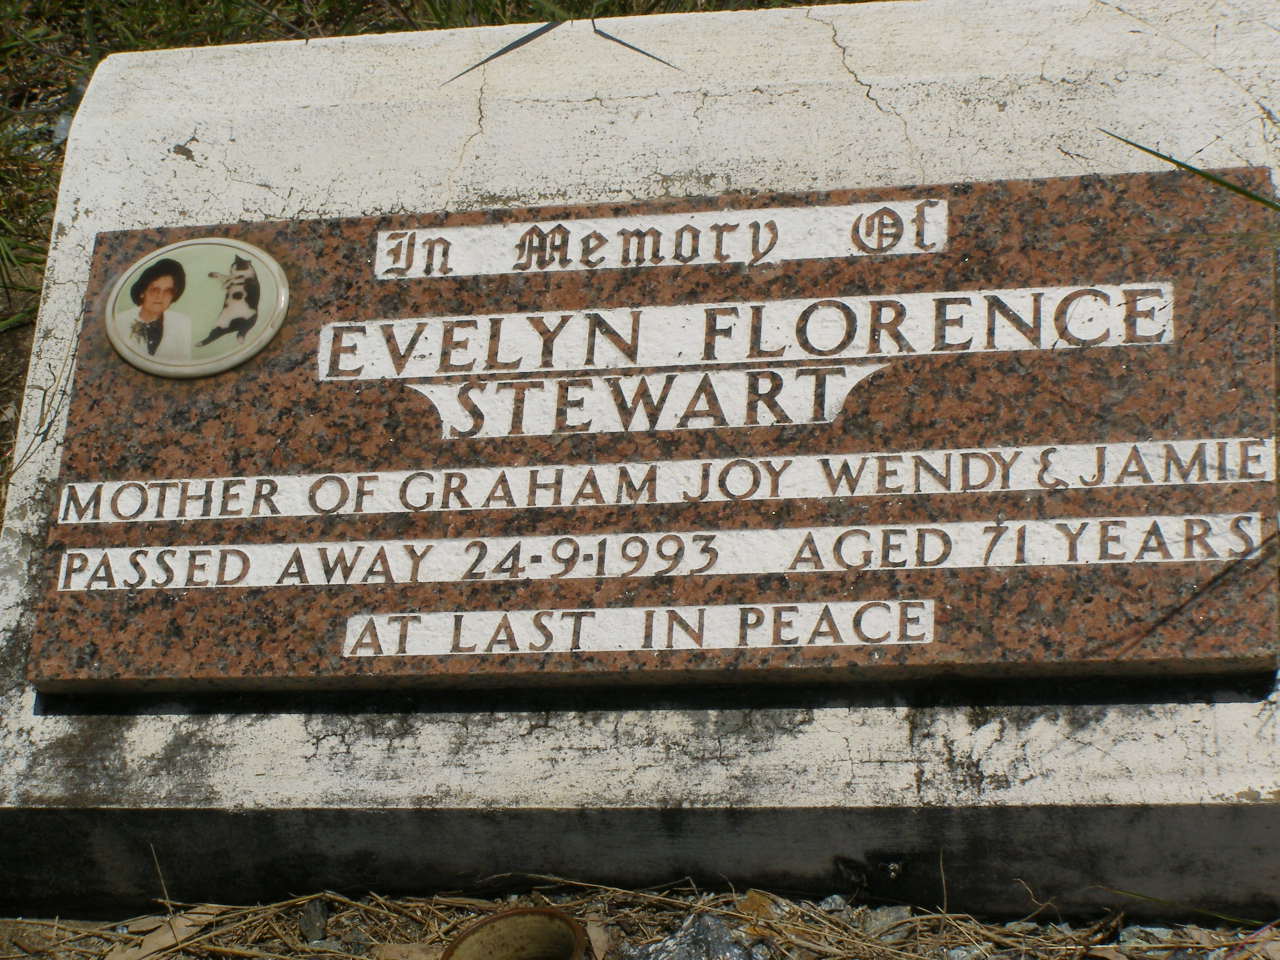 In Memory Of
EVELYN FLORENCE
STEWART
MOTHER OF GRAHAM JOY WENDY & JAMIE
PASSED AWAY 24-9-1993 AGED 71 YEARS
AT LAST IN PEACE